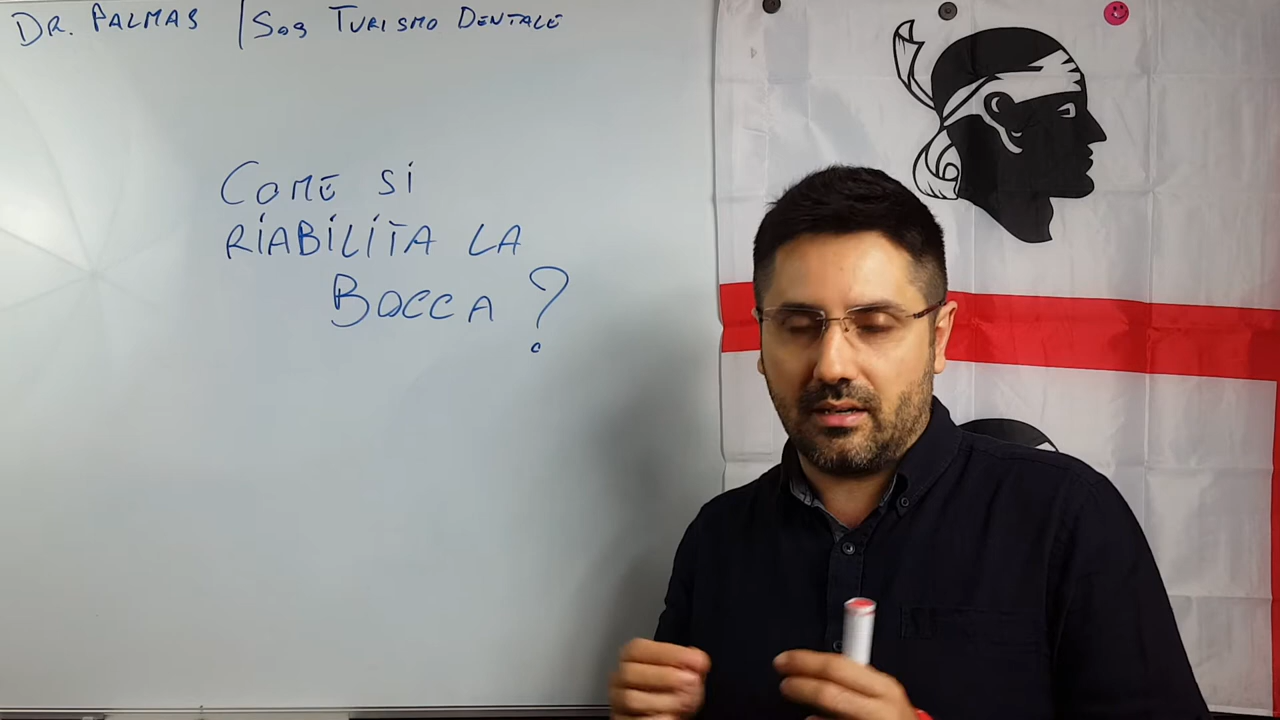 DR. PALMAS | SOS TURISMO DENTALE
COME Si
RiABiLiTA LA
BOCCA ?